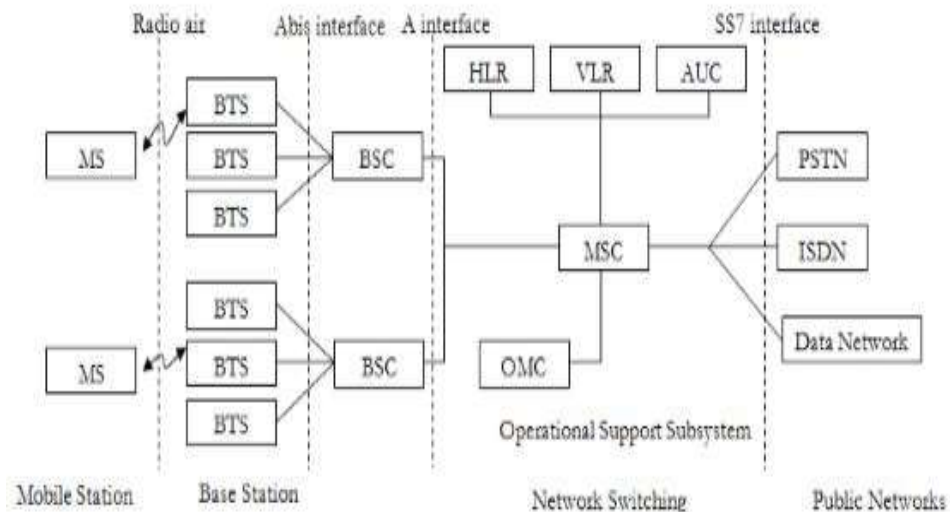 Radio air
Abis interface
A interface
SS7 interface
HLR
VLR
AUC
BTS
MS
BTS
BSC
PSTN
BTS
MSC
ISDN
BTS
Data Network
MS
BTS
BSC
OMC
BTS
Operational Support Subsystem
Mobile Station
Base Station
Network Switching
Public Networks